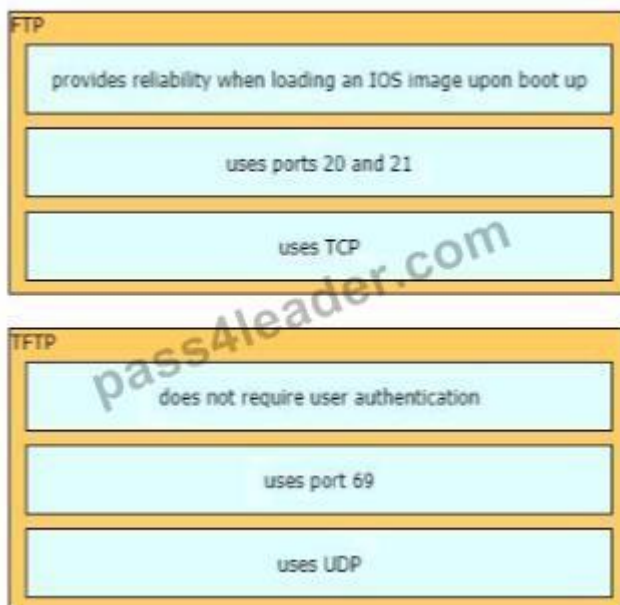 FTP
provides reliability when loading an IOS image upon boot up
uses ports 20 and 21
uses TCP
pass4leader.com
TFTP
does not require user authentication
uses port 69
uses UDP